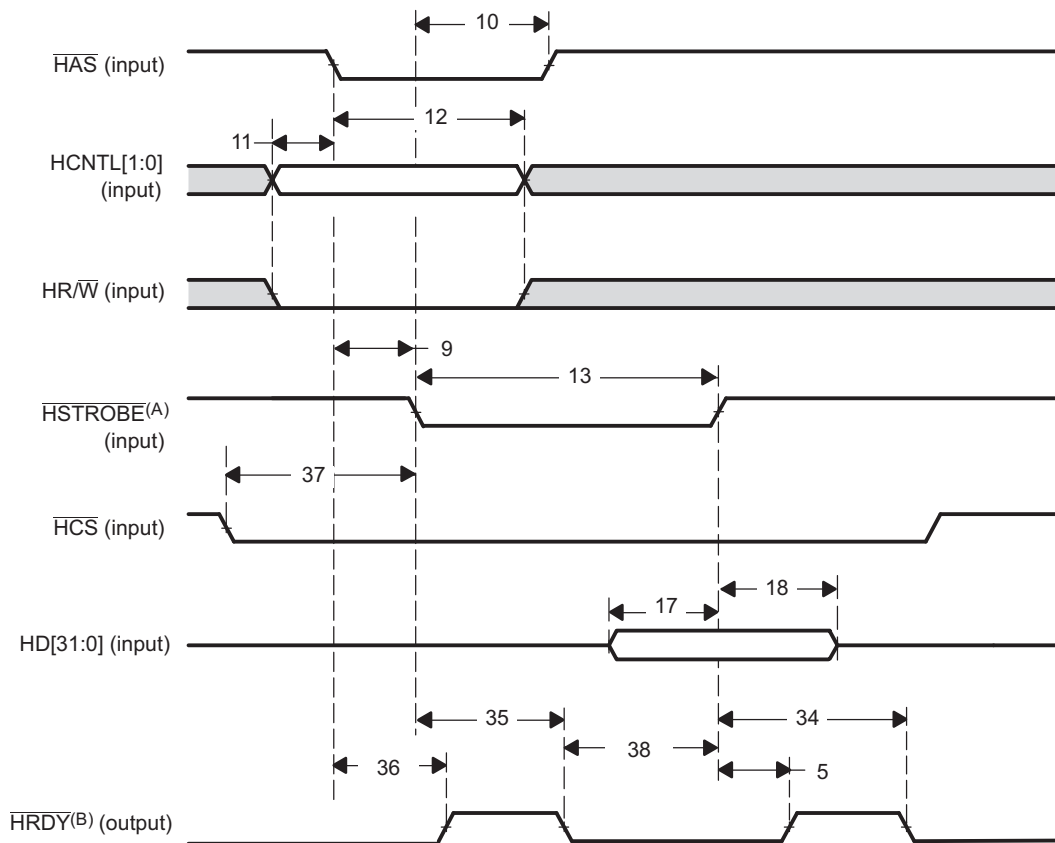 10
HAS (input)
12
11
HCNTL[1:0]
(input)
HR/W (input)
9
13
HSTROBE(A)
(input)
37
HCS (input)
18
17
HD[31:0] (input)
35
34
38
36
5
HRDY(B) (output)